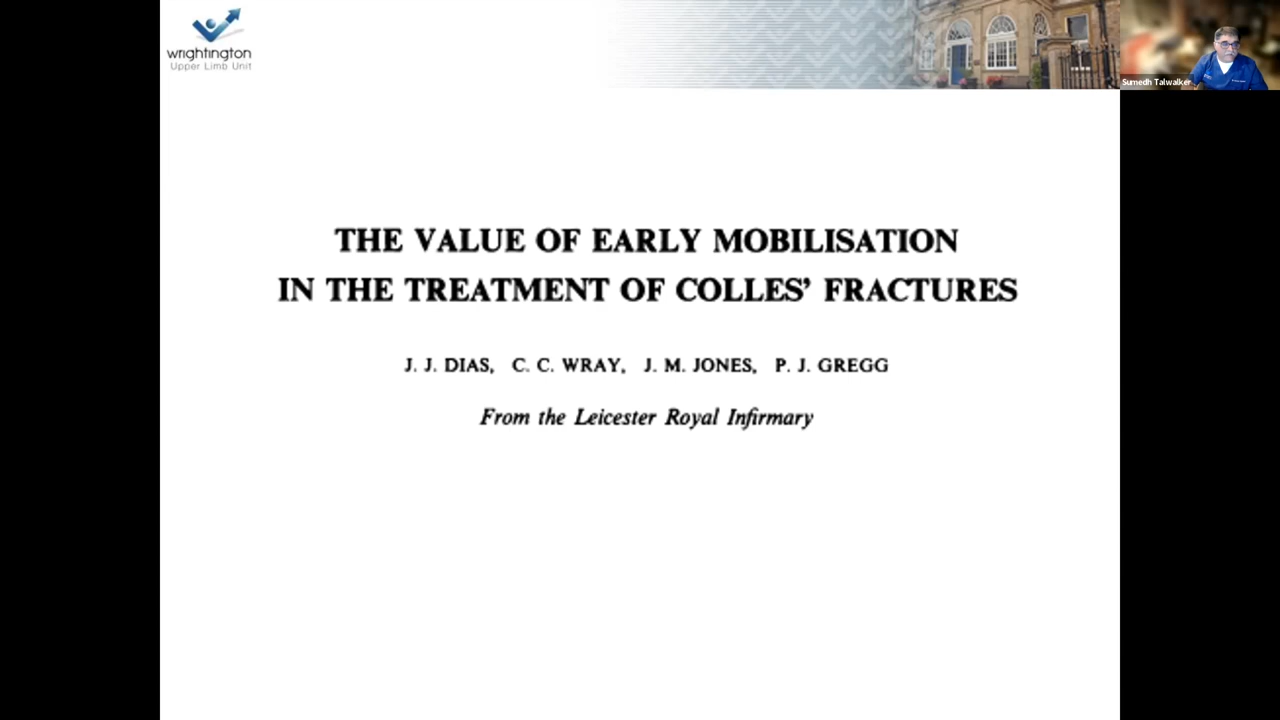 wrightington
Upper Limb Unit
Sumedh Talwalker
THE VALUE OF EARLY MOBILISATION
IN THE TREATMENT OF COLLES’ FRACTURES
J. J. DIAS, C. C. WRAY, J. M. JONES, P. J. GREGG
From the Leicester Royal Infirmary